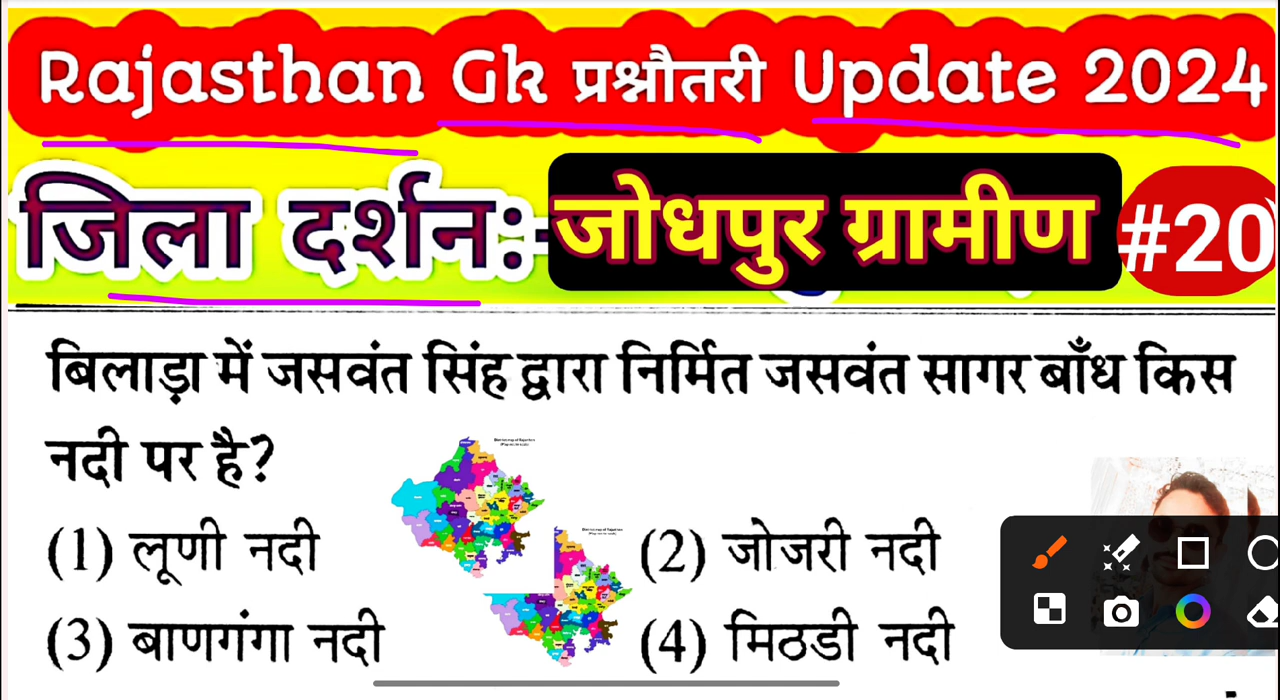 Rajasthan Gk प्रश्नौतरी Update 2024
जिला दर्शन:- जोधपुर ग्रामीण #20
बिलाड़ा में जसवंत सिंह द्वारा निर्मित जसवंत सागर बाँध किस
नदी पर है?
(1) लूणी नदी
(2) जोजरी नदी
(3) बाणगंगा नदी
(4) मिठडी नदी